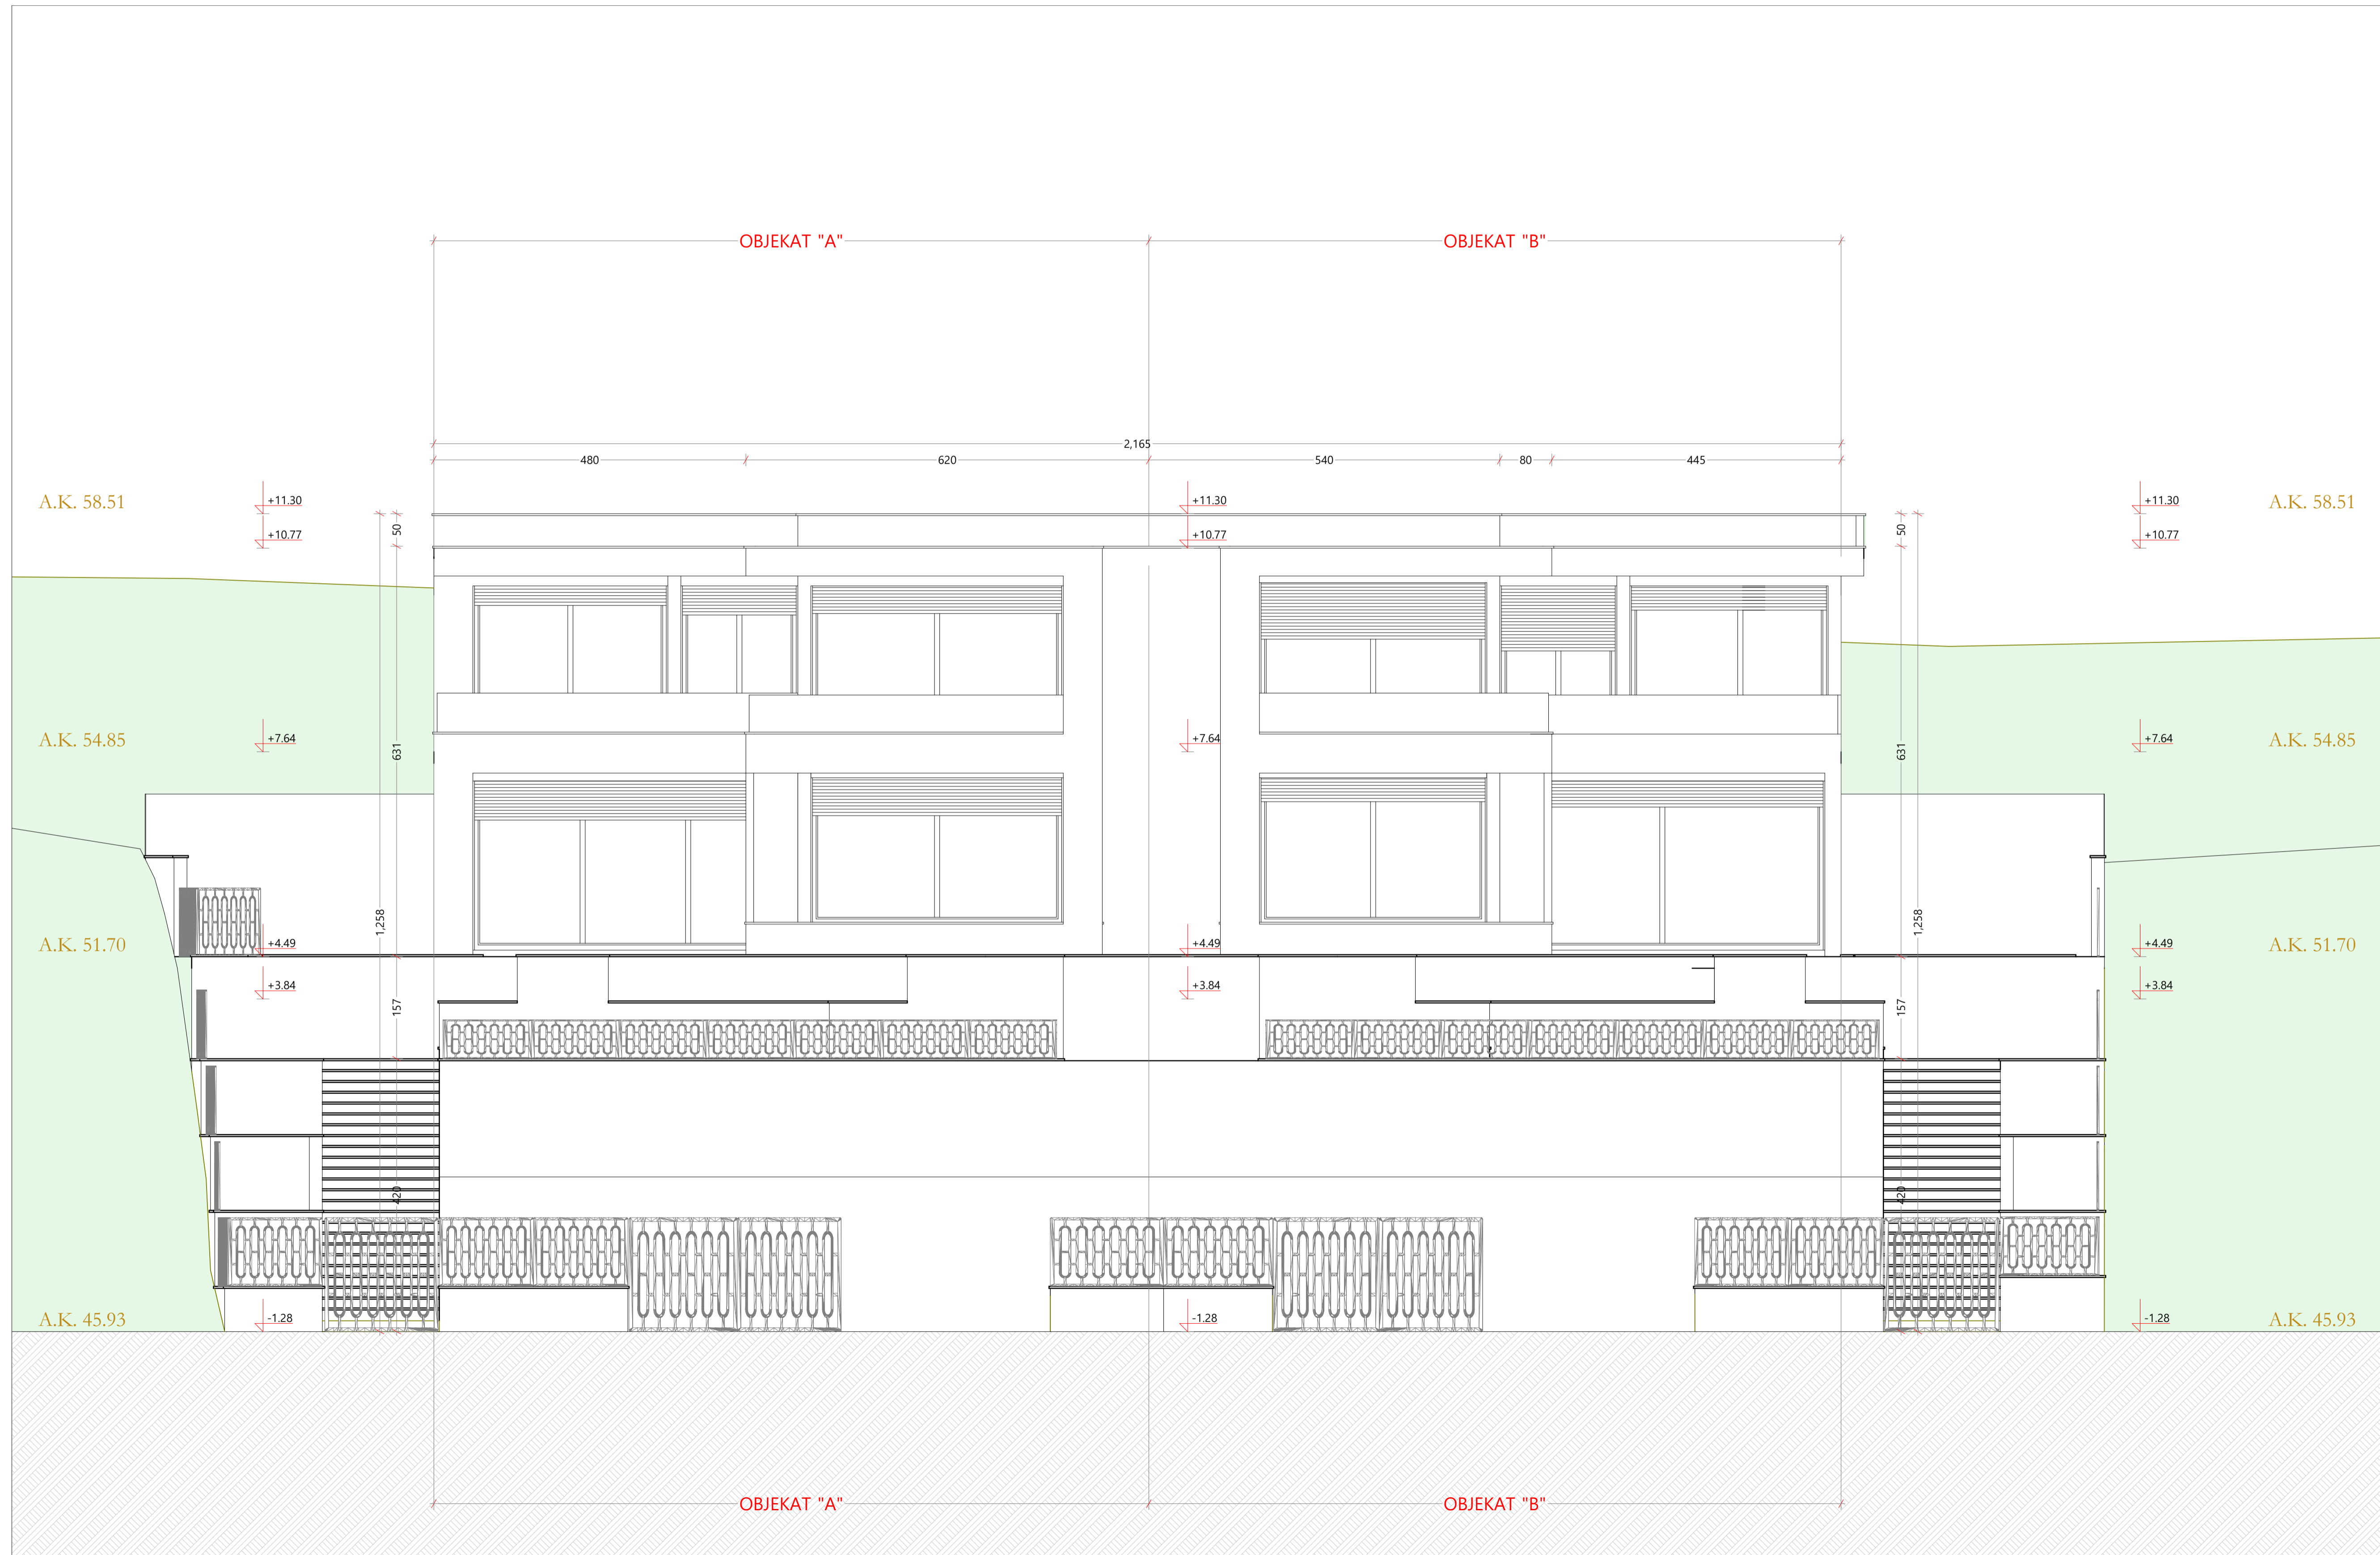 OBJEKAT "A" OBJEKAT "B"
2,165
480 620 540 80 445
A.K. 58.51 +11.30 +11.30 +11.30 A.K. 58.51
50 50
+10.77 +10.77 +10.77
A.K. 54.85 +7.64 +7.64 +7.64 A.K. 54.85
631 631
1,258 1,258
A.K. 51.70 +4.49 +4.49 +4.49 A.K. 51.70
+3.84 +3.84 +3.84
157 157
420 420
A.K. 45.93 -1.28 -1.28 -1.28 A.K. 45.93
OBJEKAT "A" OBJEKAT "B"